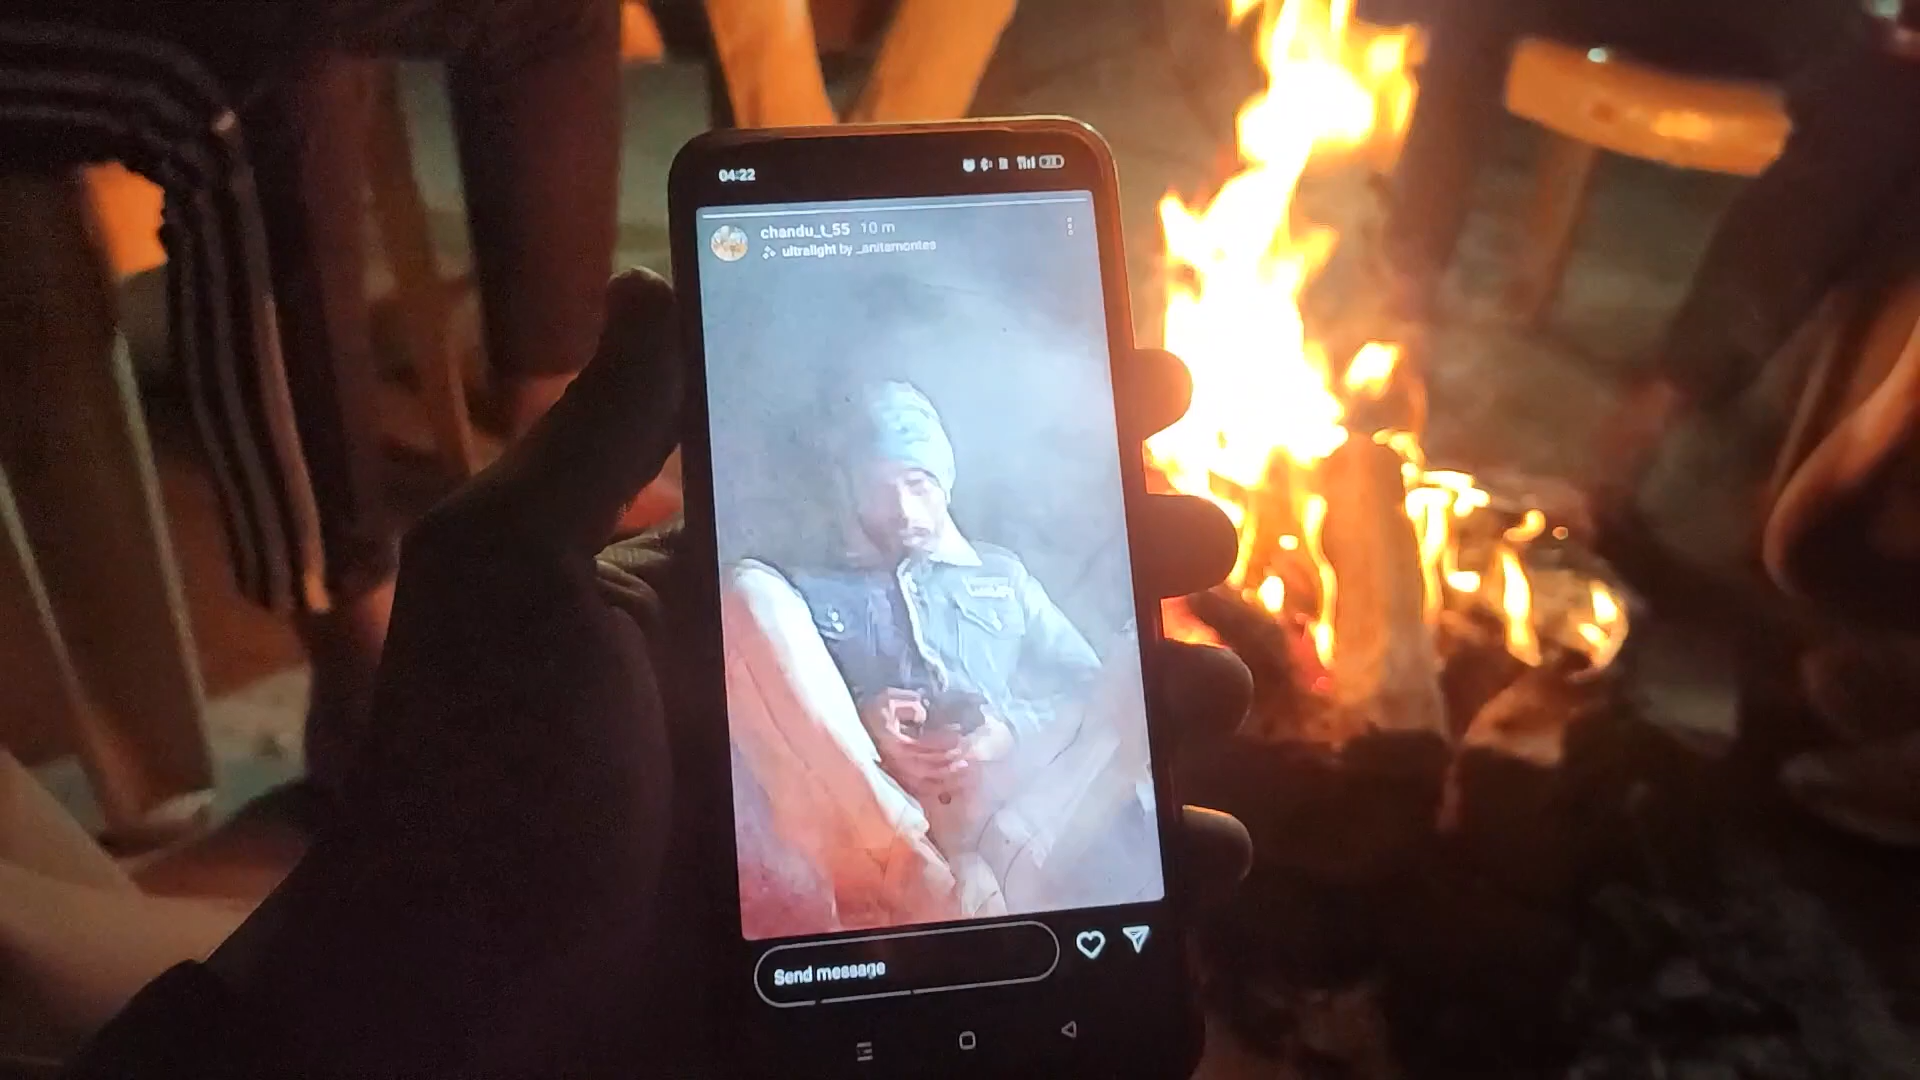 04:22
chandu_t_55 10 m
ultralight by _anitamontes
Send message